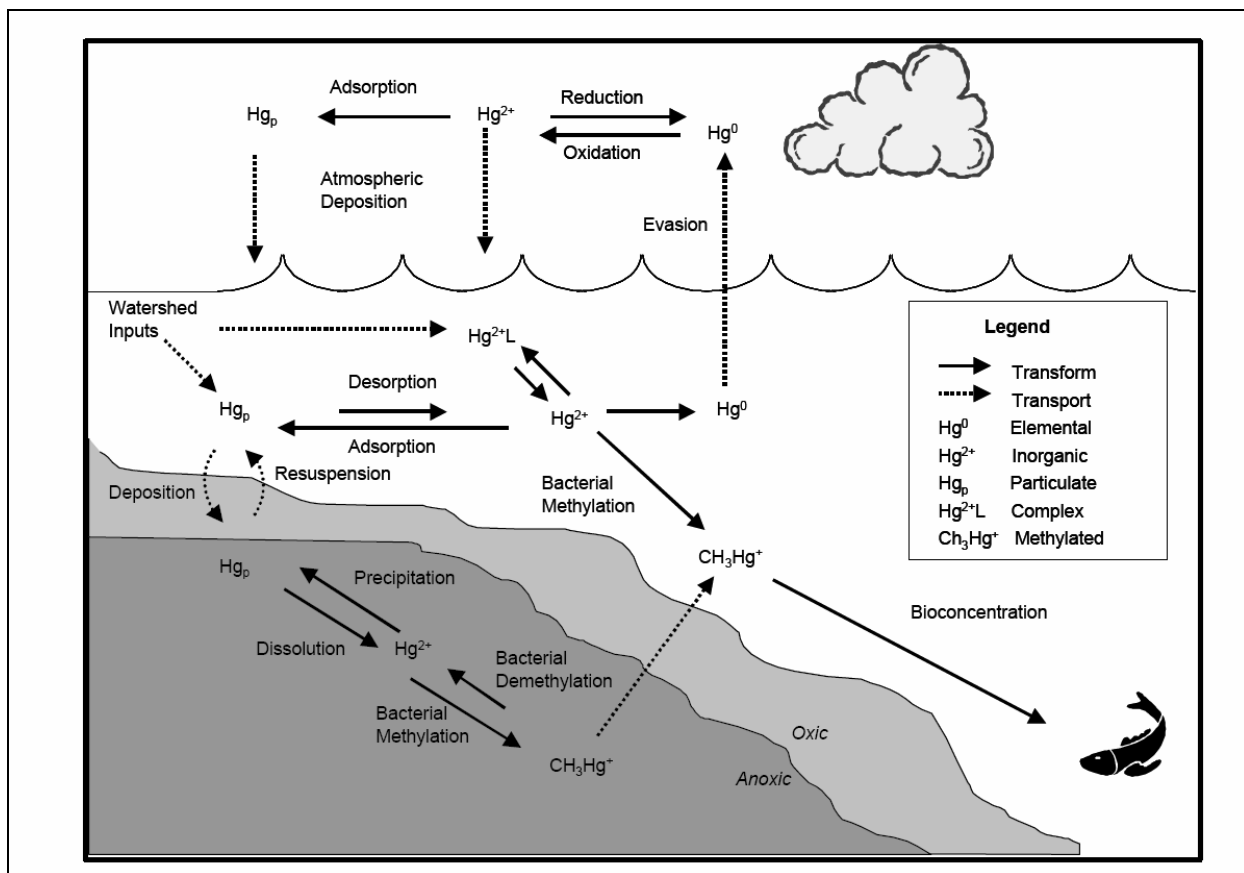 Adsorption
Hgp
Hg2+
Reduction
Oxidation
Hg0
Atmospheric
Deposition
Evasion
Watershed
Inputs
Hg2+L
Desorption
Hgp
Hg2+
Hg0
Adsorption
Resuspension
Deposition
Bacterial
Methylation
Hgp
Precipitation
CH3Hg+
Dissolution
Hg2+
Bacterial
Demethylation
Bacterial
Methylation
CH3Hg+
Bioconcentration
Oxic
Anoxic
Legend
Transform
Transport
Hg0 Elemental
Hg2+ Inorganic
Hgp Particulate
Hg2+L Complex
Ch3Hg+ Methylated